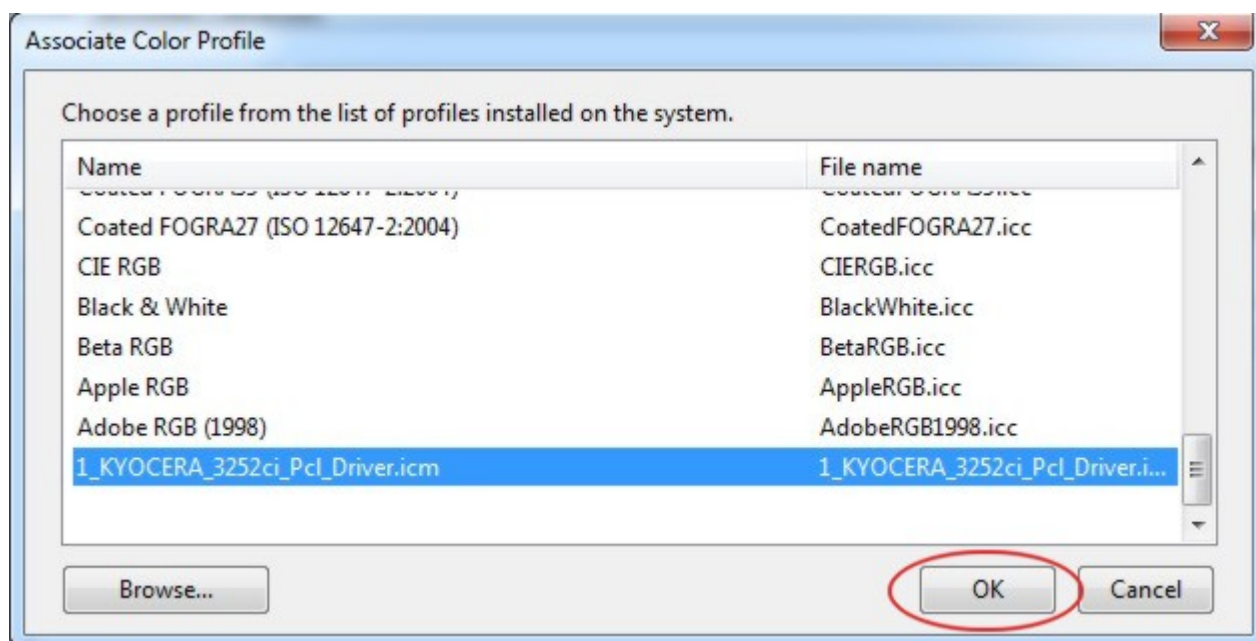 Associate Color Profile
Choose a profile from the list of profiles installed on the system.
Name File name
Coated FOGRA27 (ISO 12647-2:2004) CoatedFOGRA27.icc
CIE RGB CIERGB.icc
Black & White BlackWhite.icc
Beta RGB BetaRGB.icc
Apple RGB AppleRGB.icc
Adobe RGB (1998) AdobeRGB1998.icc
1_KYOCERA_3252ci_Pcl_Driver.icm 1_KYOCERA_3252ci_Pcl_Driver.i...
Browse... OK Cancel